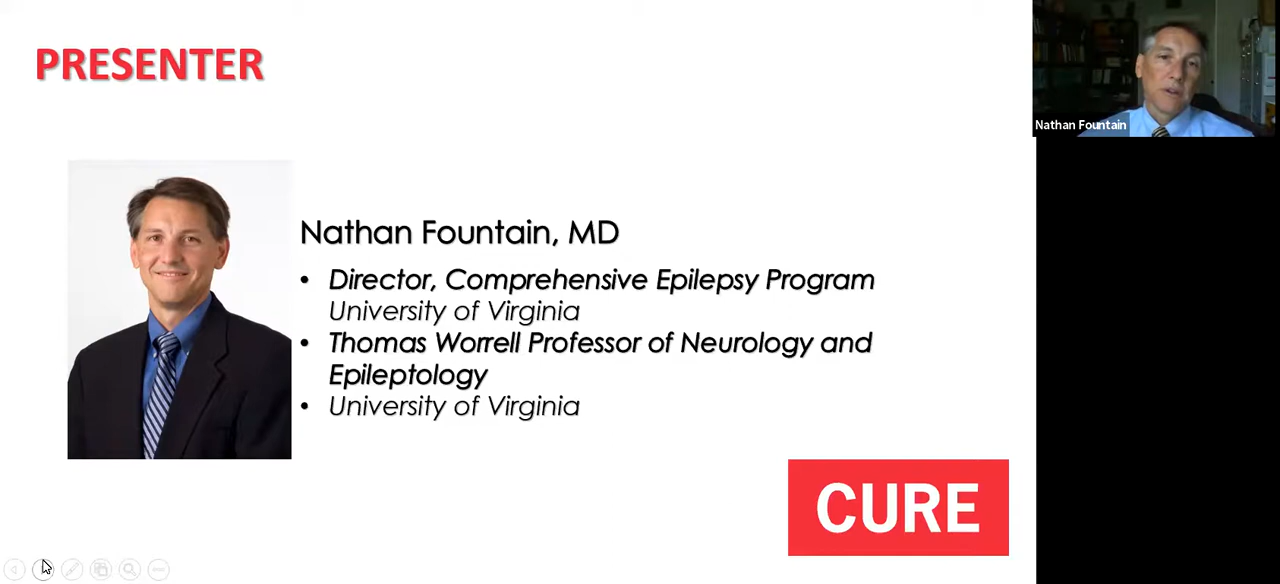 PRESENTER
Nathan Fountain
Nathan Fountain, MD
• Director, Comprehensive Epilepsy Program
University of Virginia
• Thomas Worrell Professor of Neurology and
Epileptology
• University of Virginia
CURE